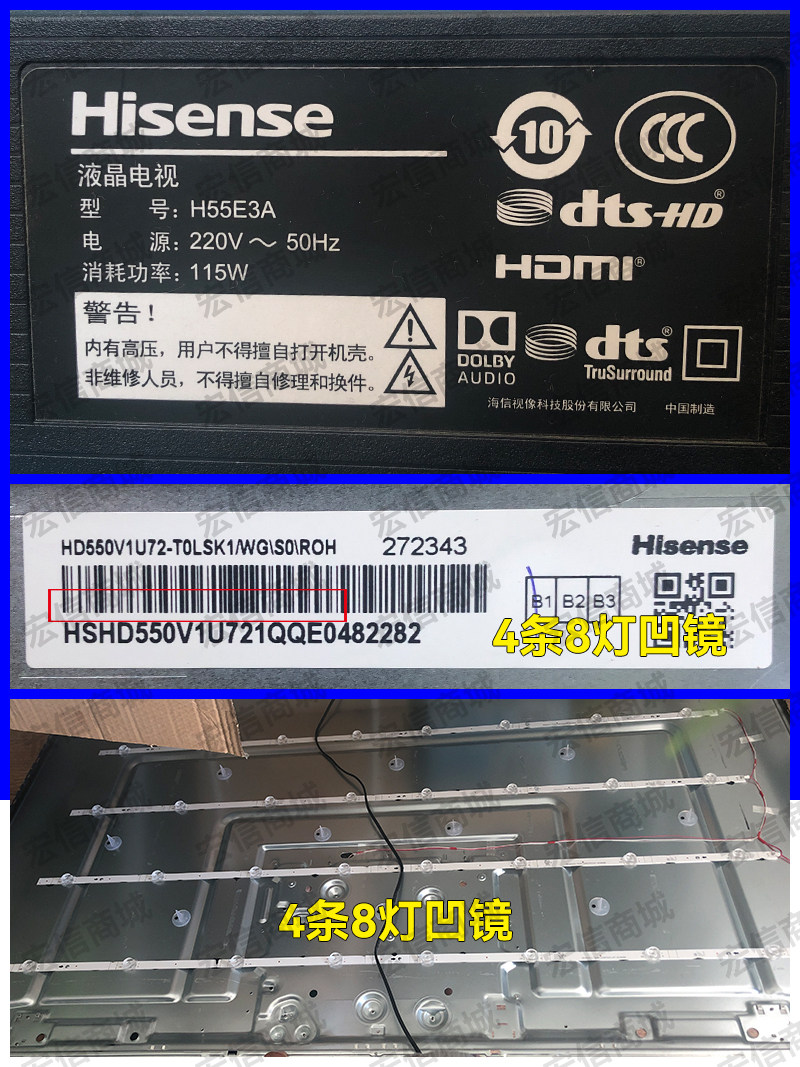 Hisense
液晶电视
型 号: H55E3A
电 源: 220V～ 50Hz
消耗功率: 115W
警告！
内有高压，用户不得擅自打开机壳。
非维修人员，不得擅自修理和换件。
10
CCC
dts-HD®
HDMI®
DOLBY
AUDIO
dts®
TruSurround
海信视像科技股份有限公司 中国制造
HD550V1U72-T0LSK1/WG\S0\ROH 272343 Hisense
B1 B2 B3
HSHD550V1U721QQE0482282
4条8灯凹镜
4条8灯凹镜
宏信商城